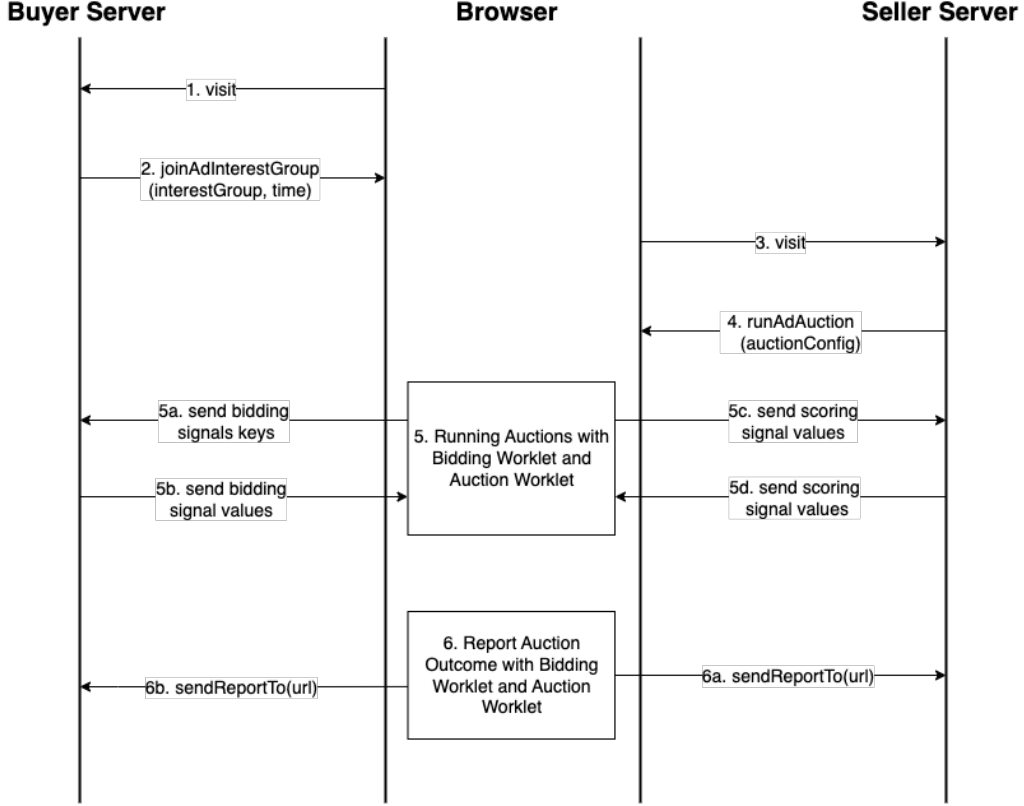 Buyer Server
Browser
Seller Server
1. visit
2. joinAdInterestGroup
(interestGroup, time)
3. visit
4. runAdAuction
(auctionConfig)
5a. send bidding
signals keys
5. Running Auctions with
Bidding Worklet and
Auction Worklet
5c. send scoring
signal values
5b. send bidding
signal values
5d. send scoring
signal values
6. Report Auction
Outcome with Bidding
Worklet and Auction
Worklet
6b. sendReportTo(url)
6a. sendReportTo(url)